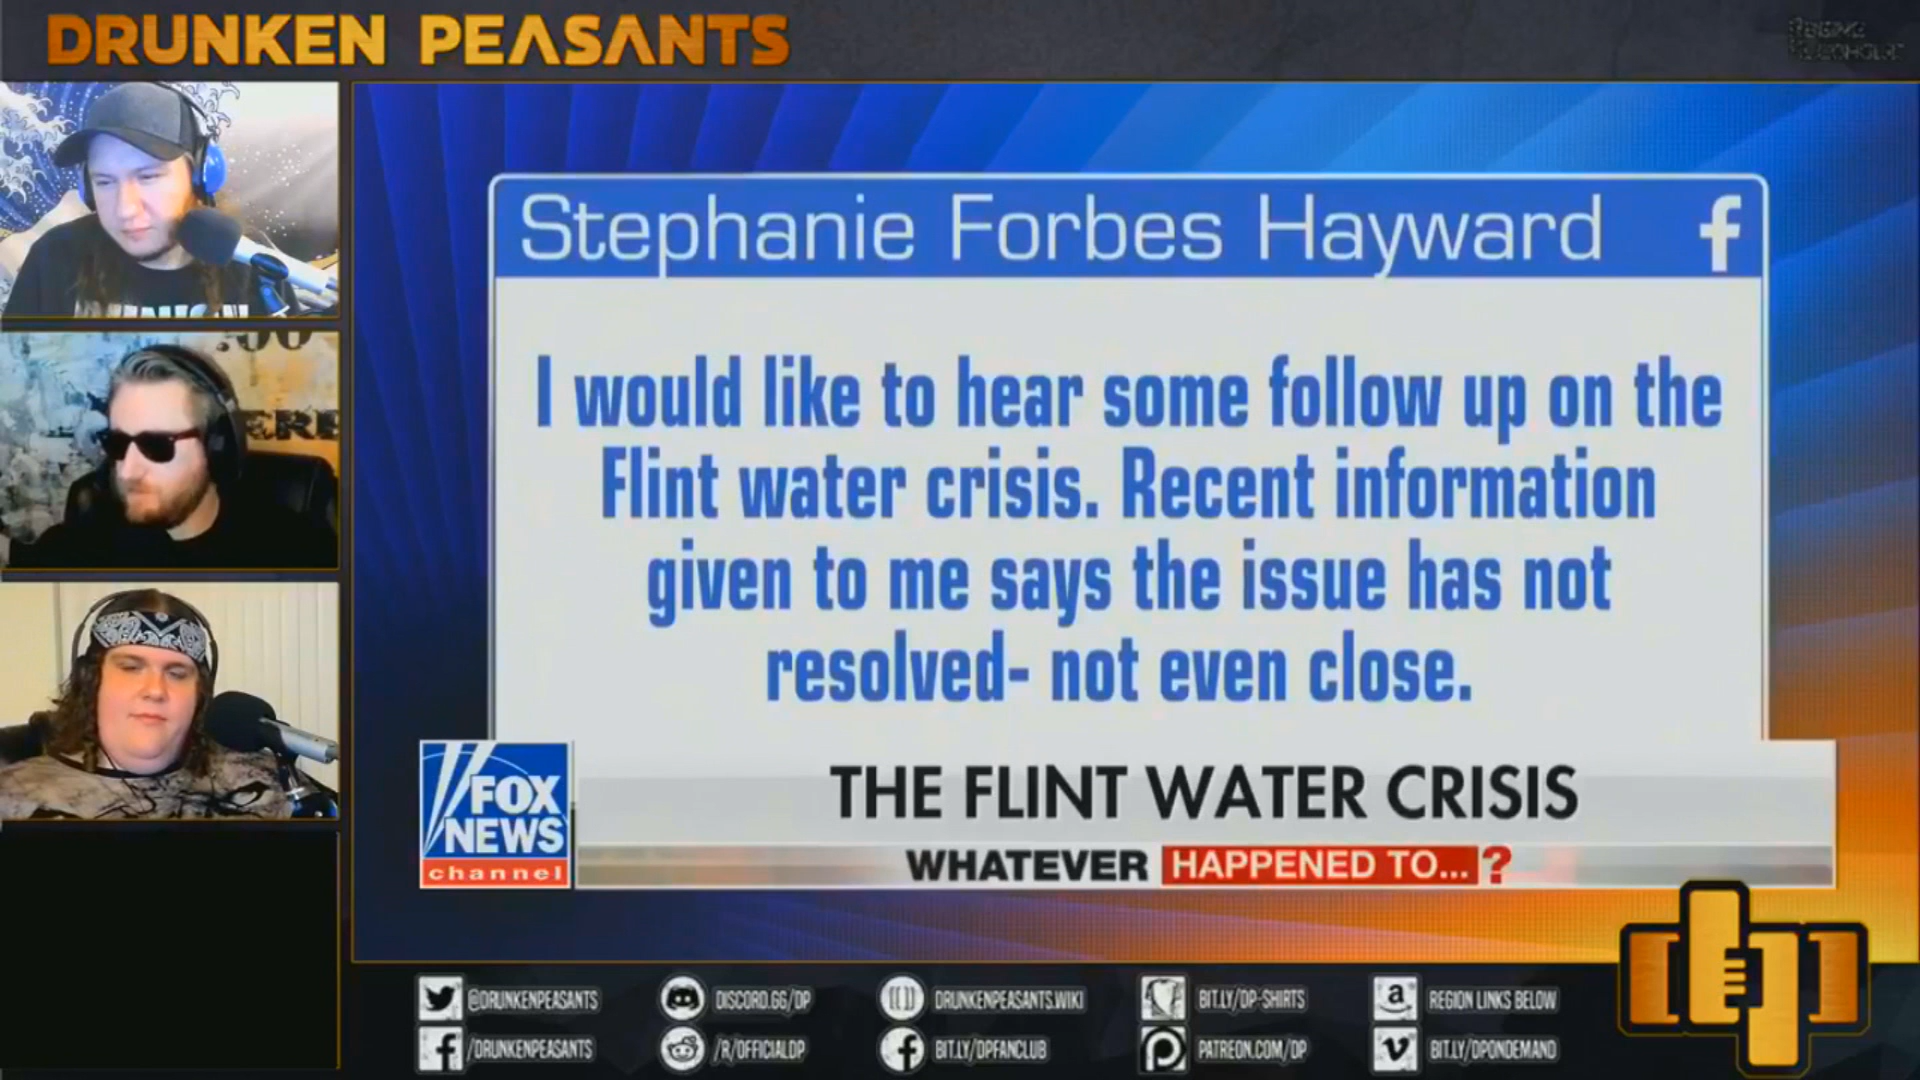 DRUNKEN PEASANTS
Stephanie Forbes Hayward f
I would like to hear some follow up on the
Flint water crisis. Recent information
given to me says the issue has not
resolved- not even close.
FOX
NEWS
channel
THE FLINT WATER CRISIS
WHATEVER HAPPENED TO...?
@DRUNKENPEASANTS
DISCORD.GG/DP
DRUNKENPEASANTS.WIKI
BIT.LY/DP-SHIRTS
REGION LINKS BELOW
/DRUNKENPEASANTS
/R/OFFICIALDP
BIT.LY/DPFANCLUB
PATREON.COM/DP
BIT.LY/DPONDEMAND